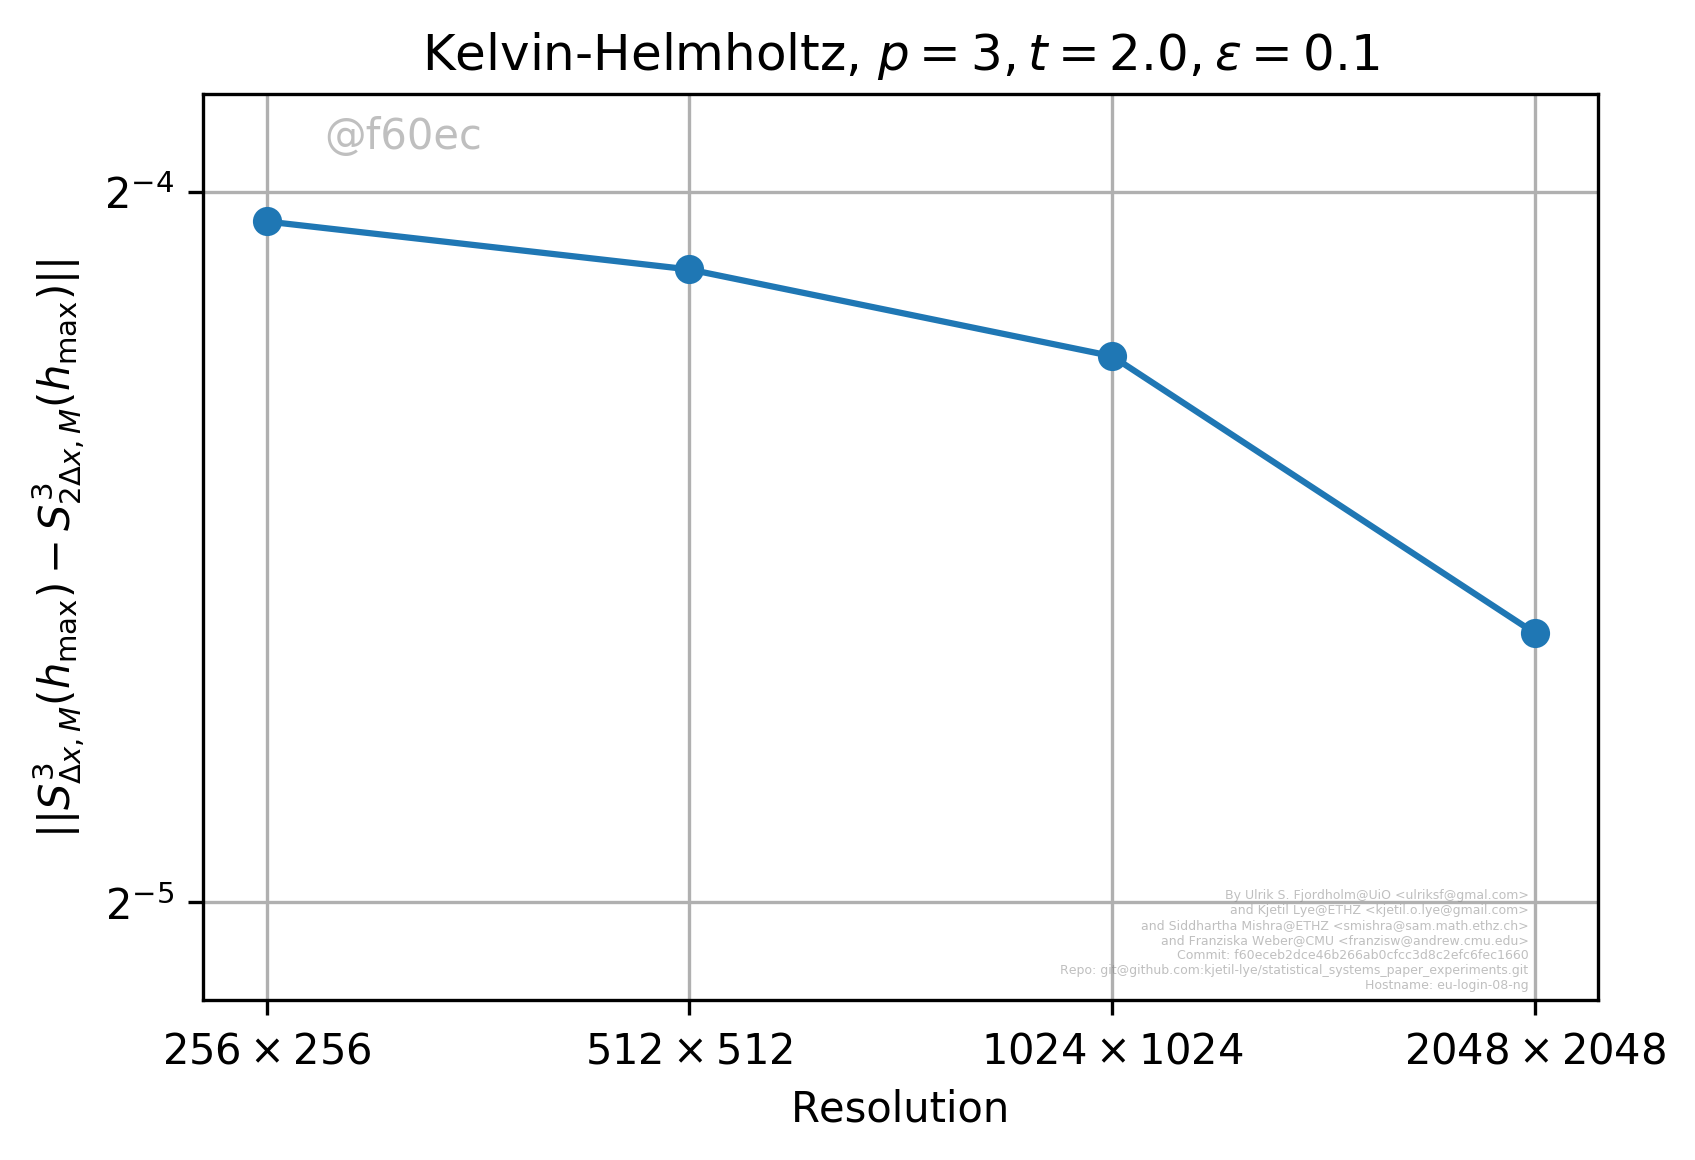 Kelvin-Helmholtz, p = 3, t = 2.0, ε = 0.1
@f60ec
2⁻⁴
||S³_{Δx, M}(h_max) − S³_{2Δx, M}(h_max)||
2⁻⁵
By Ulrik S. Fjordholm@UiO <ulriksf@gmal.com>
and Kjetil Lye@ETHZ <kjetil.o.lye@gmail.com>
and Siddhartha Mishra@ETHZ <smishra@sam.math.ethz.ch>
and Franziska Weber@CMU <franzisw@andrew.cmu.edu>
Commit: f60eceb2dce46b266ab0cfcc3d8c2efc6fec1660
Repo: git@github.com:kjetil-lye/statistical_systems_paper_experiments.git
Hostname: eu-login-08-ng
256 × 256 512 × 512 1024 × 1024 2048 × 2048
Resolution